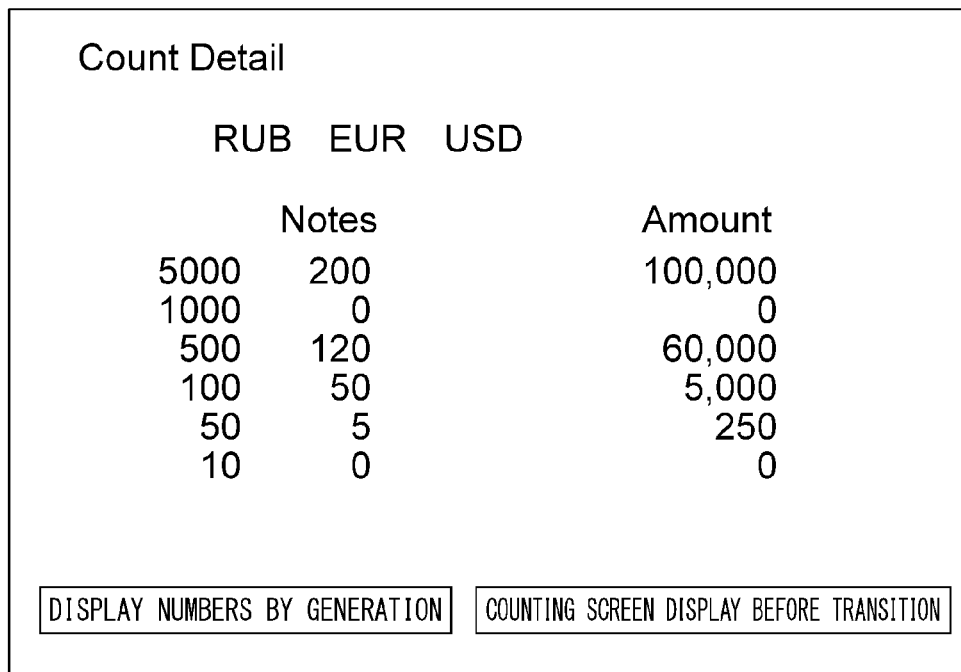 Count Detail
RUB EUR USD
Notes Amount
5000 200 100,000
1000 0 0
500 120 60,000
100 50 5,000
50 5 250
10 0 0
DISPLAY NUMBERS BY GENERATION COUNTING SCREEN DISPLAY BEFORE TRANSITION